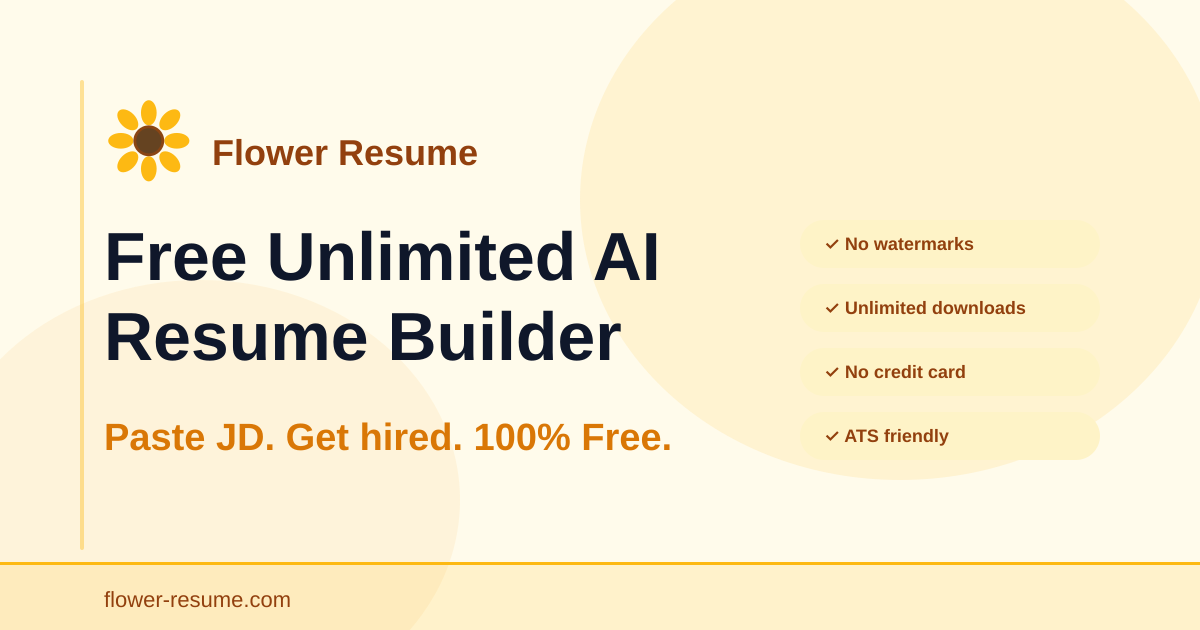 Flower Resume
Free Unlimited AI
Resume Builder
Paste JD. Get hired. 100% Free.
✓ No watermarks
✓ Unlimited downloads
✓ No credit card
✓ ATS friendly
flower-resume.com